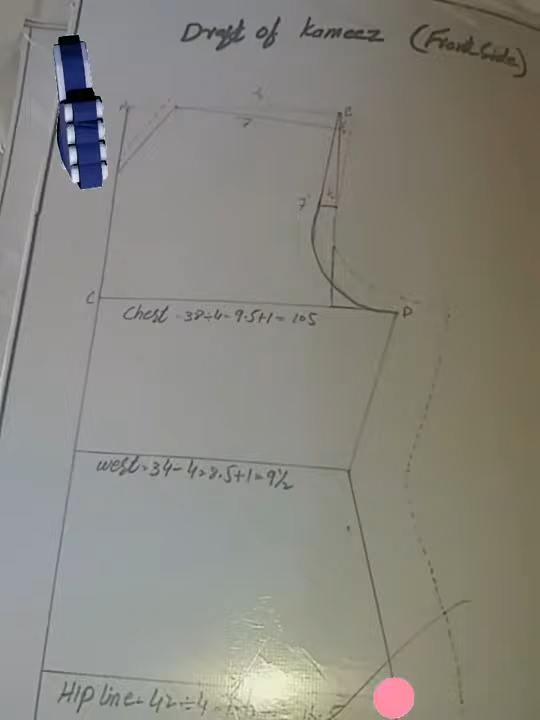 Draft of Kameez (Front Side)
A
B
7
7
C
D
Chest - 38÷4=9.5+1= 105
west=34-4=8.5+1=9½
Hip line= 42÷4